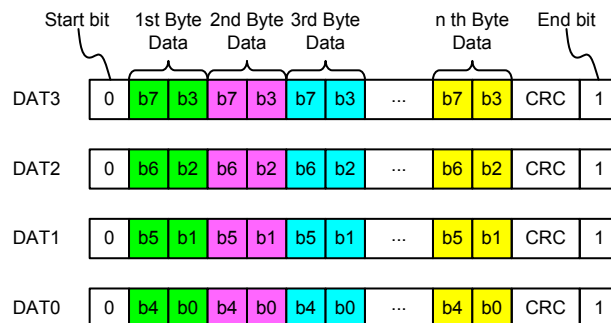 Start bit 1st Byte 2nd Byte 3rd Byte n th Byte End bit
Data Data Data Data
DAT3 0 b7 b3 b7 b3 b7 b3 ... b7 b3 CRC 1
DAT2 0 b6 b2 b6 b2 b6 b2 ... b6 b2 CRC 1
DAT1 0 b5 b1 b5 b1 b5 b1 ... b5 b1 CRC 1
DAT0 0 b4 b0 b4 b0 b4 b0 ... b4 b0 CRC 1